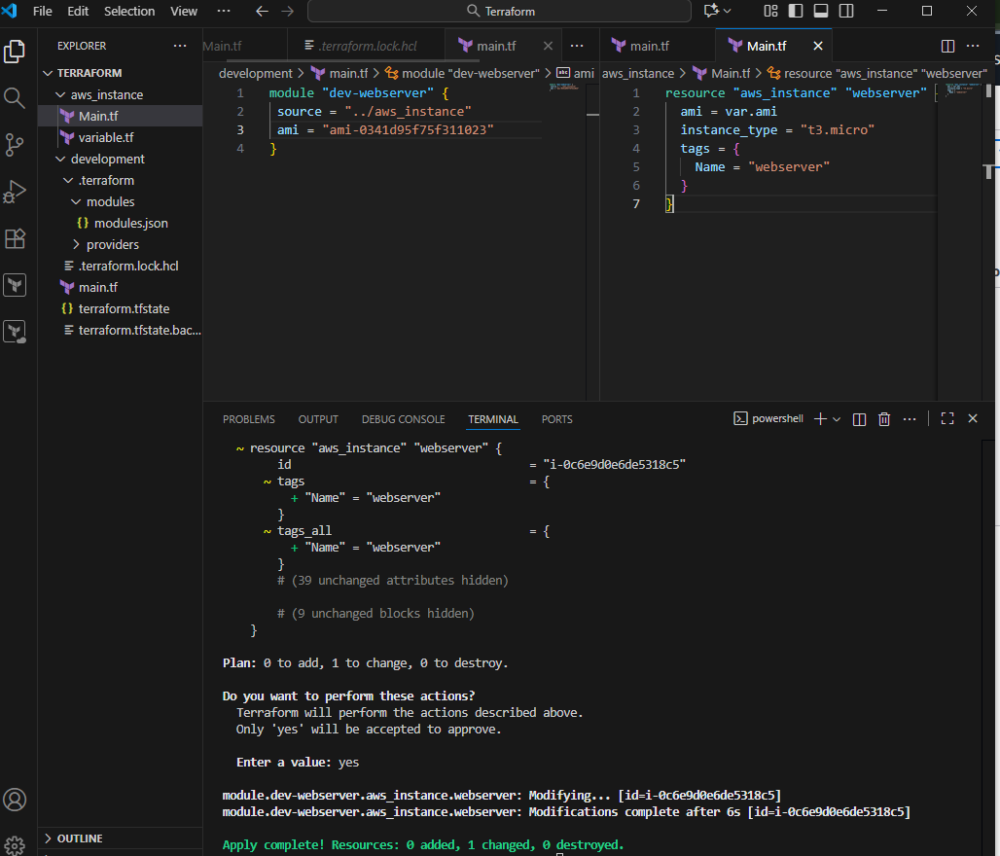 File Edit Selection View ··· Terraform
EXPLORER ···
TERRAFORM
aws_instance
Main.tf
variable.tf
development
.terraform
modules
{} modules.json
providers
.terraform.lock.hcl
main.tf
{} terraform.tfstate
terraform.tfstate.bac...
OUTLINE
Main.tf .terraform.lock.hcl main.tf ···
development > main.tf > module "dev-webserver" > abc ami
1 module "dev-webserver" {
2 source = "../aws_instance"
3 ami = "ami-0341d95f75f311023"
4 }
main.tf Main.tf ···
aws_instance > Main.tf > resource "aws_instance" "webserver"
1 resource "aws_instance" "webserver" {
2 ami = var.ami
3 instance_type = "t3.micro"
4 tags = {
5 Name = "webserver"
6 }
7 }
PROBLEMS OUTPUT DEBUG CONSOLE TERMINAL PORTS powershell ···
~ resource "aws_instance" "webserver" {
id = "i-0c6e9d0e6de5318c5"
~ tags = {
+ "Name" = "webserver"
}
~ tags_all = {
+ "Name" = "webserver"
}
# (39 unchanged attributes hidden)
# (9 unchanged blocks hidden)
}
Plan: 0 to add, 1 to change, 0 to destroy.
Do you want to perform these actions?
Terraform will perform the actions described above.
Only 'yes' will be accepted to approve.
Enter a value: yes
module.dev-webserver.aws_instance.webserver: Modifying... [id=i-0c6e9d0e6de5318c5]
module.dev-webserver.aws_instance.webserver: Modifications complete after 6s [id=i-0c6e9d0e6de5318c5]
Apply complete! Resources: 0 added, 1 changed, 0 destroyed.